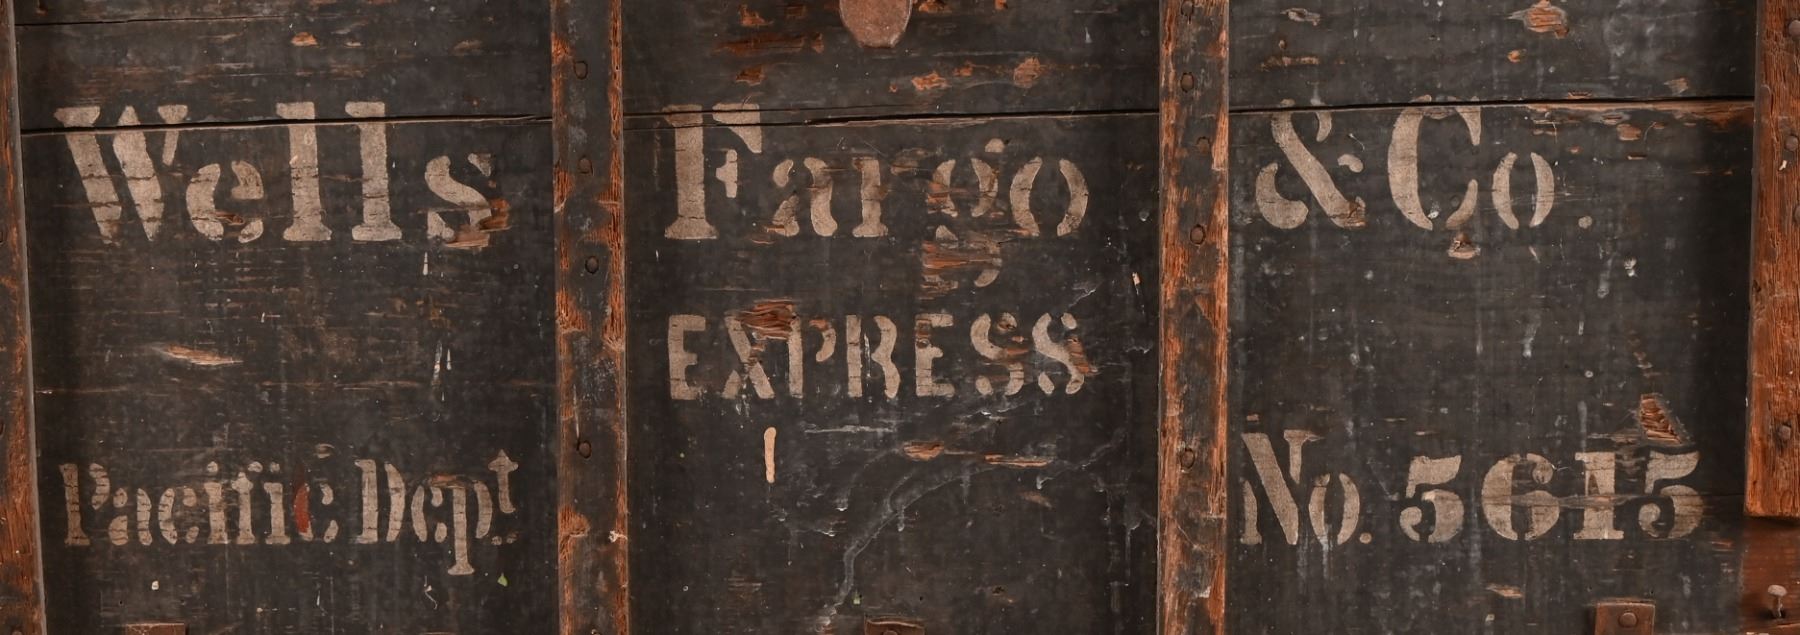 Wells Fargo & Co.
EXPRESS
Pacific Dept. No. 5615